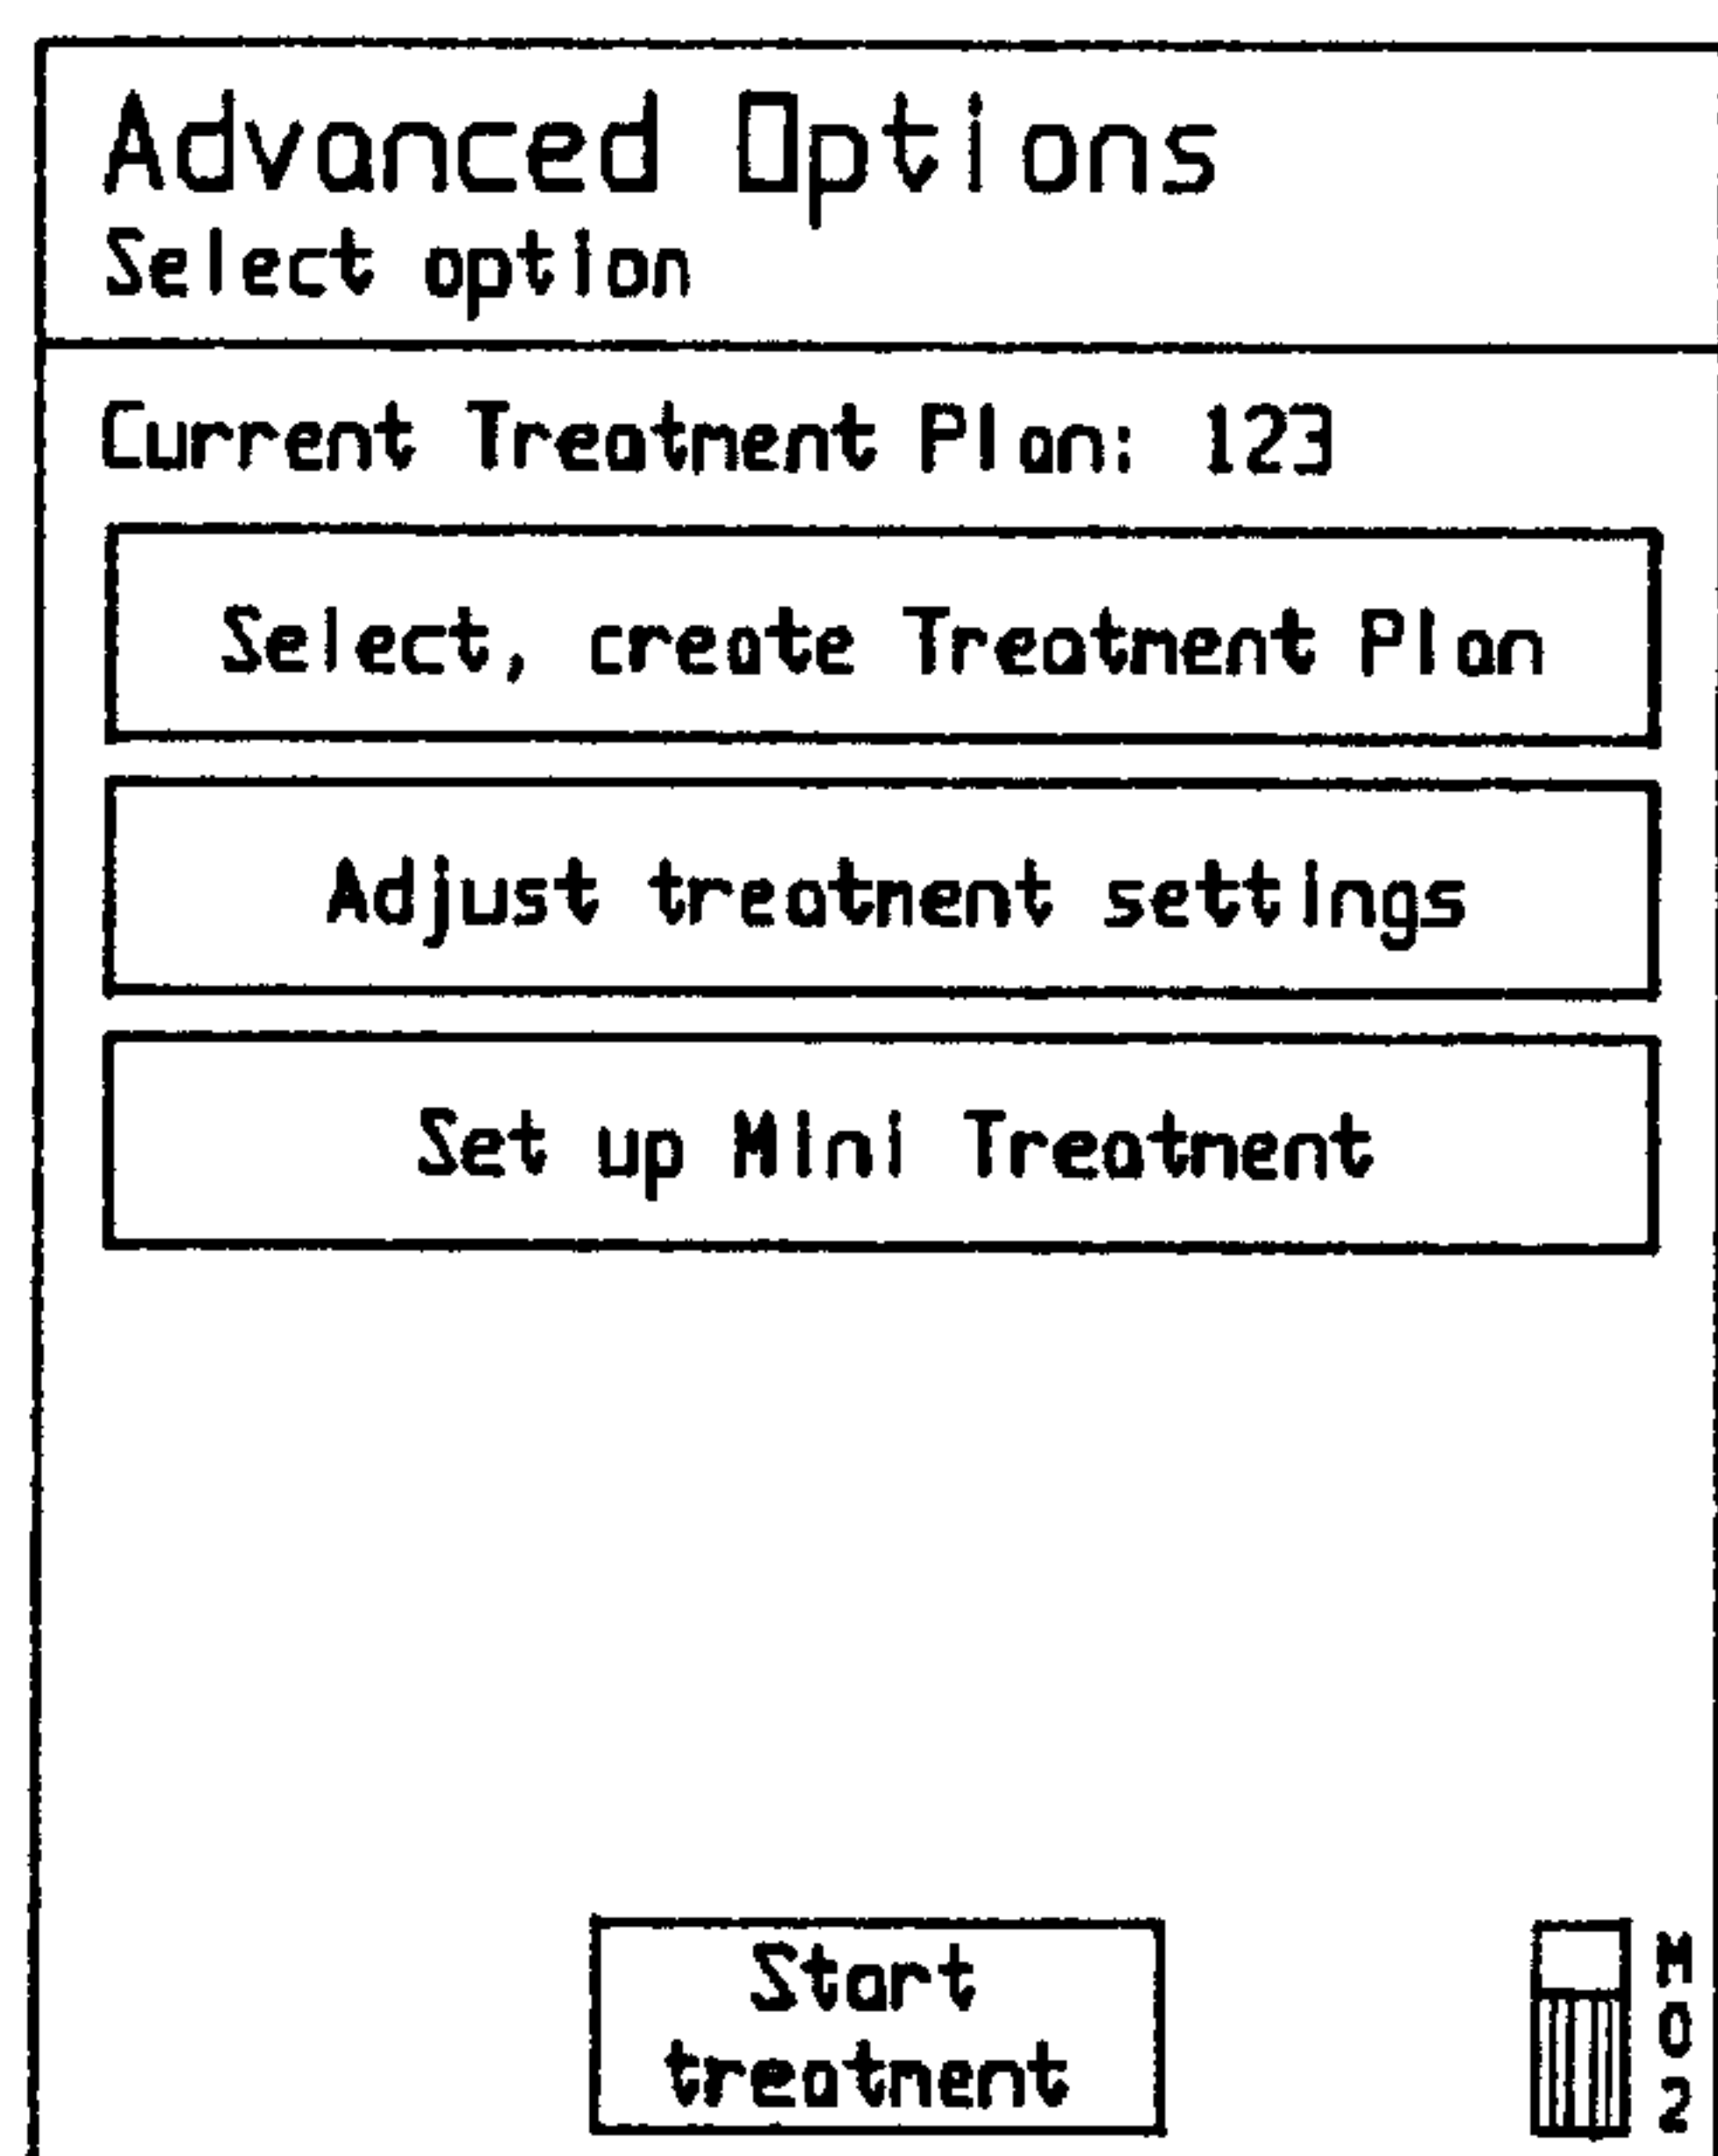 Advanced Options
Select option
Current Treatment Plan: 123
Select, create Treatment Plan
Adjust treatment settings
Set up Mini Treatment
Start
treatment
M02